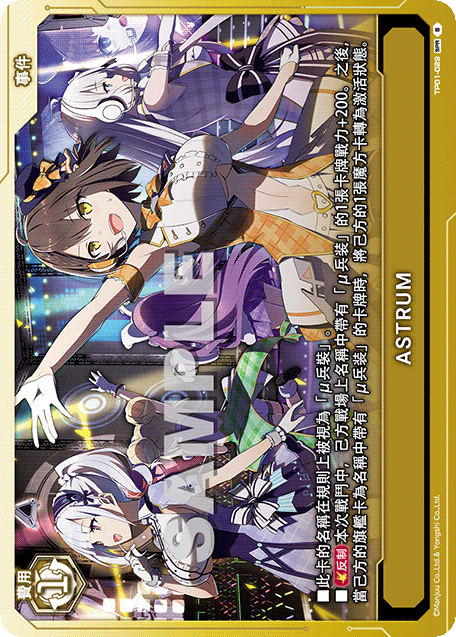 事件
費用
1
SAMPLE
■此卡的名稱在規則上被視為「μ兵裝」。
■反制 本次戰鬥中，己方戰場上名稱中帶有「μ兵裝」的1張卡牌戰力+200。之後，
當己方的旗艦卡為名稱中帶有「μ兵裝」的卡牌時，將己方的1張魔方卡轉為激活狀態。
ASTRUM
©Manjuu Co.,Ltd.& Yongshi Co.,Ltd.
TP01-029 SPR B